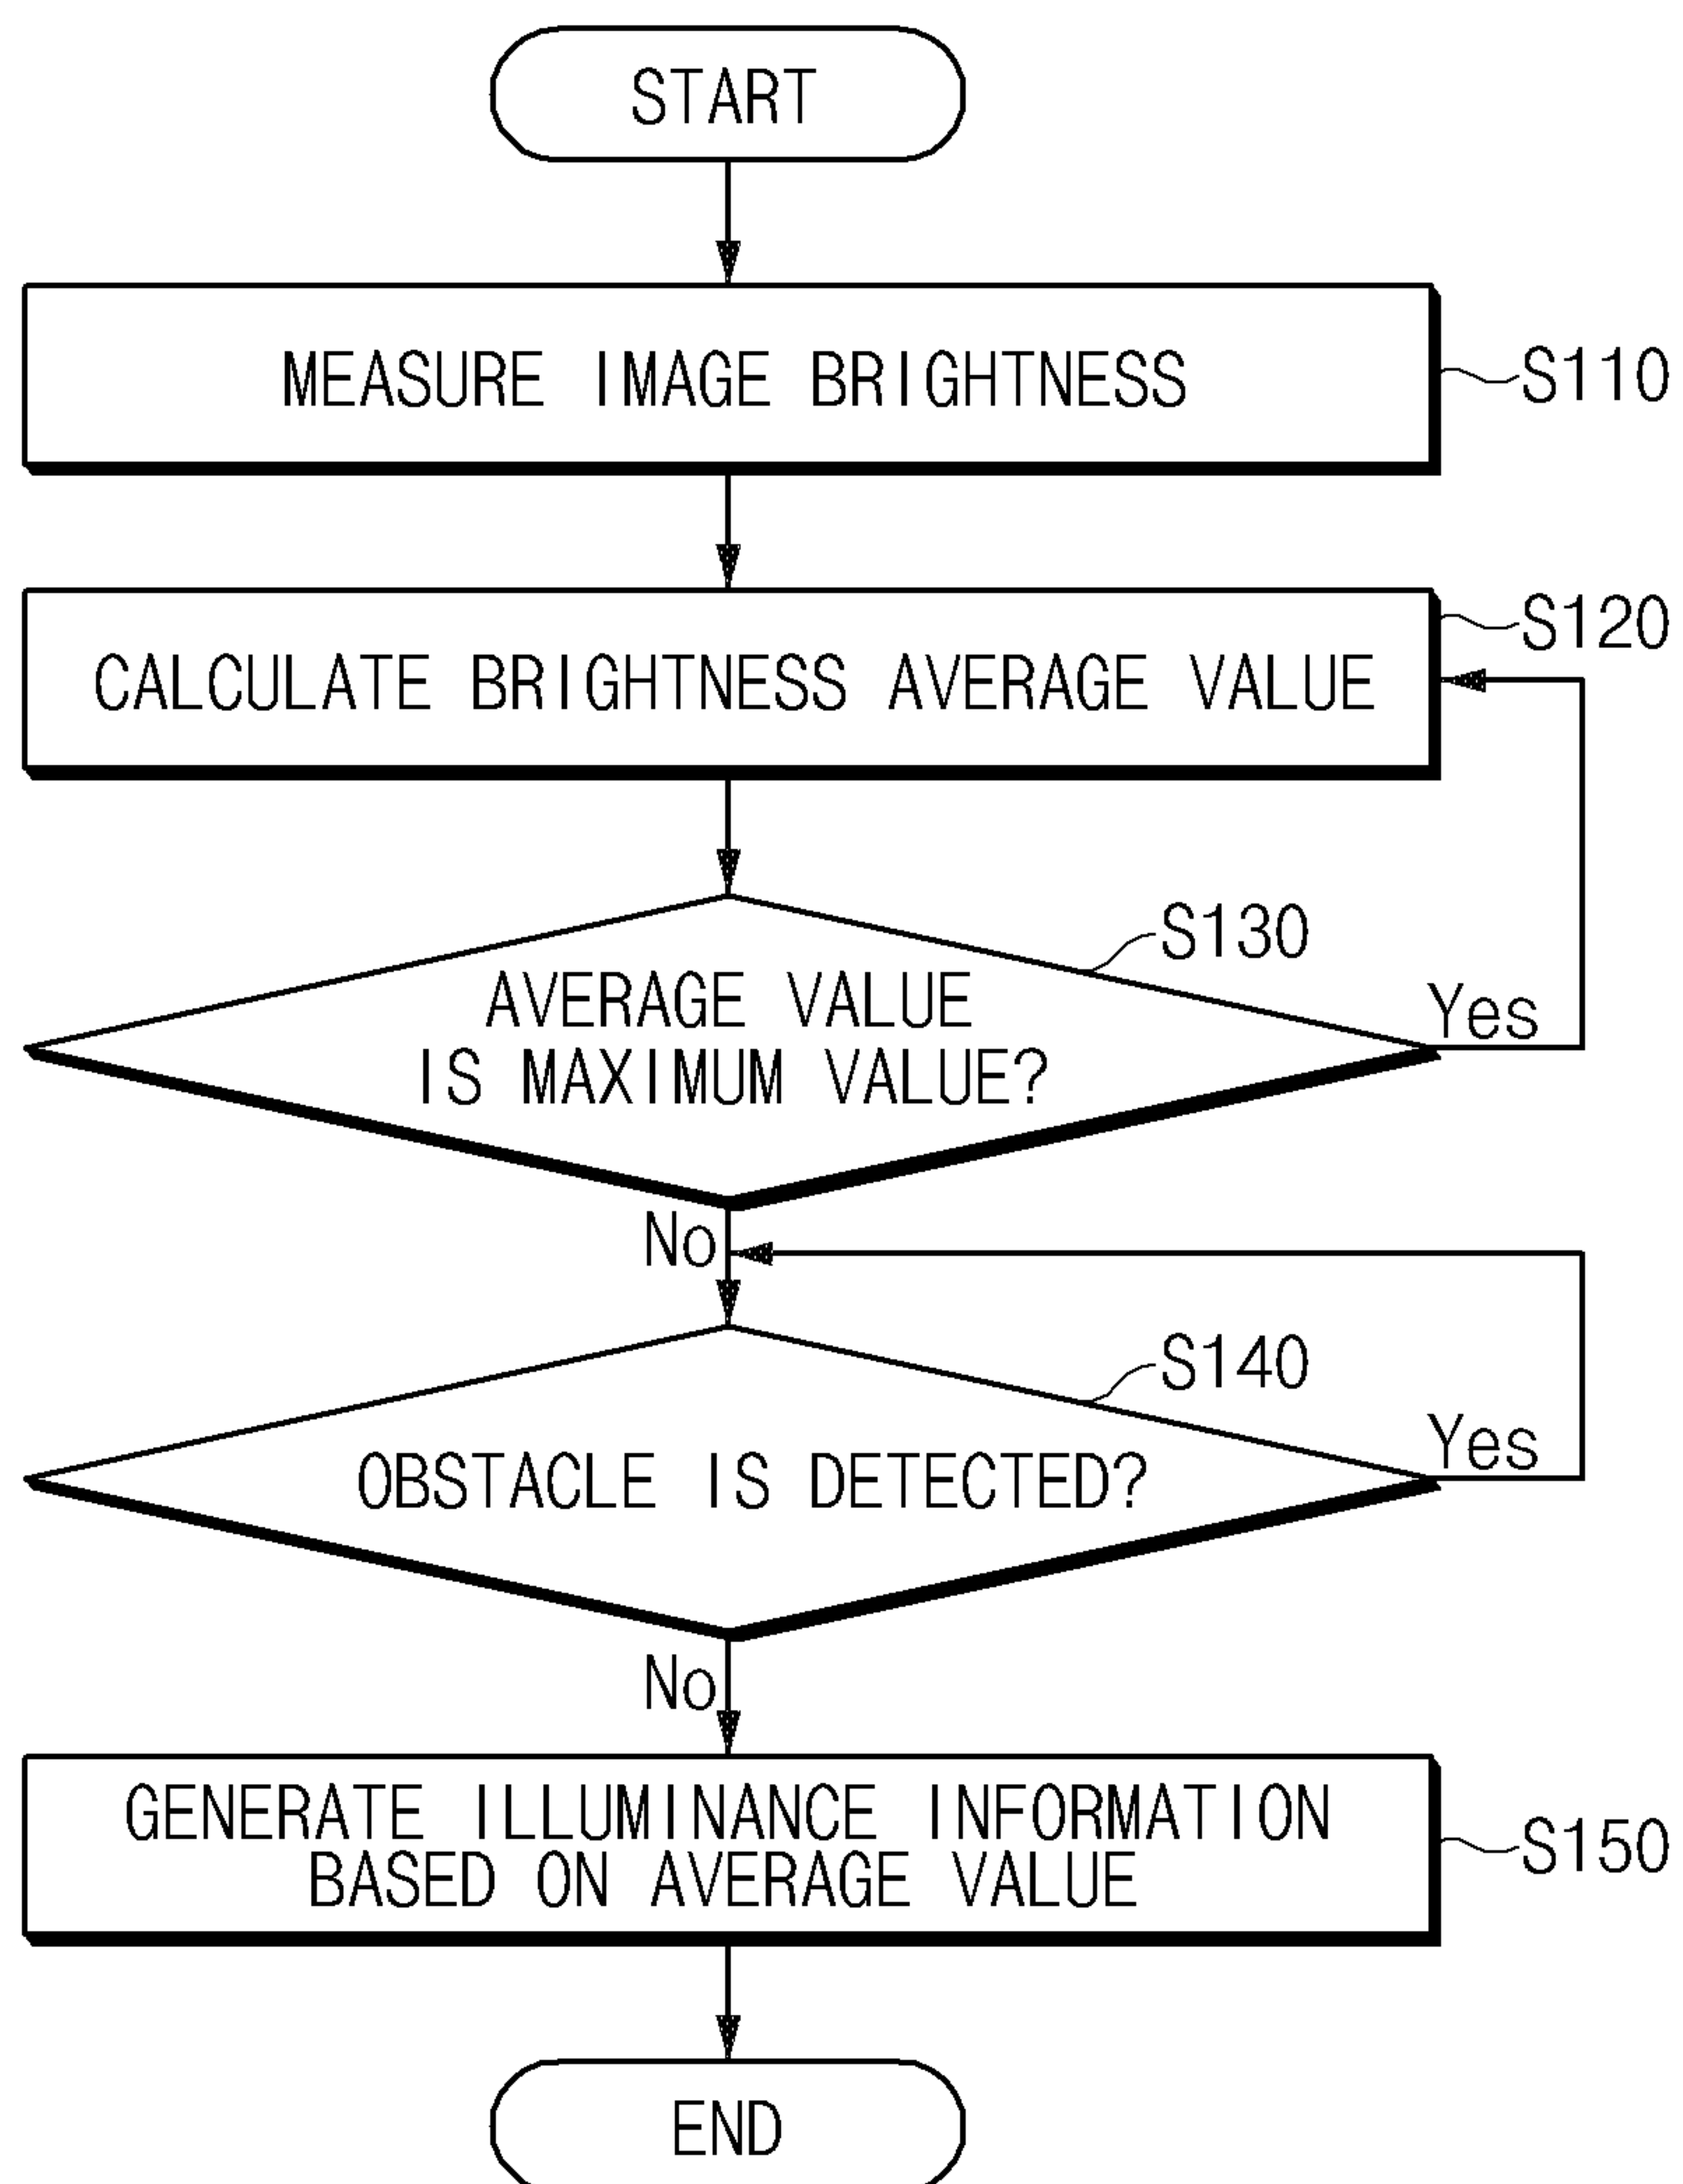 START
MEASURE IMAGE BRIGHTNESS
S110
S120
CALCULATE BRIGHTNESS AVERAGE VALUE
S130
AVERAGE VALUE
IS MAXIMUM VALUE?
Yes
No
S140
OBSTACLE IS DETECTED?
Yes
No
GENERATE ILLUMINANCE INFORMATION
BASED ON AVERAGE VALUE
S150
END